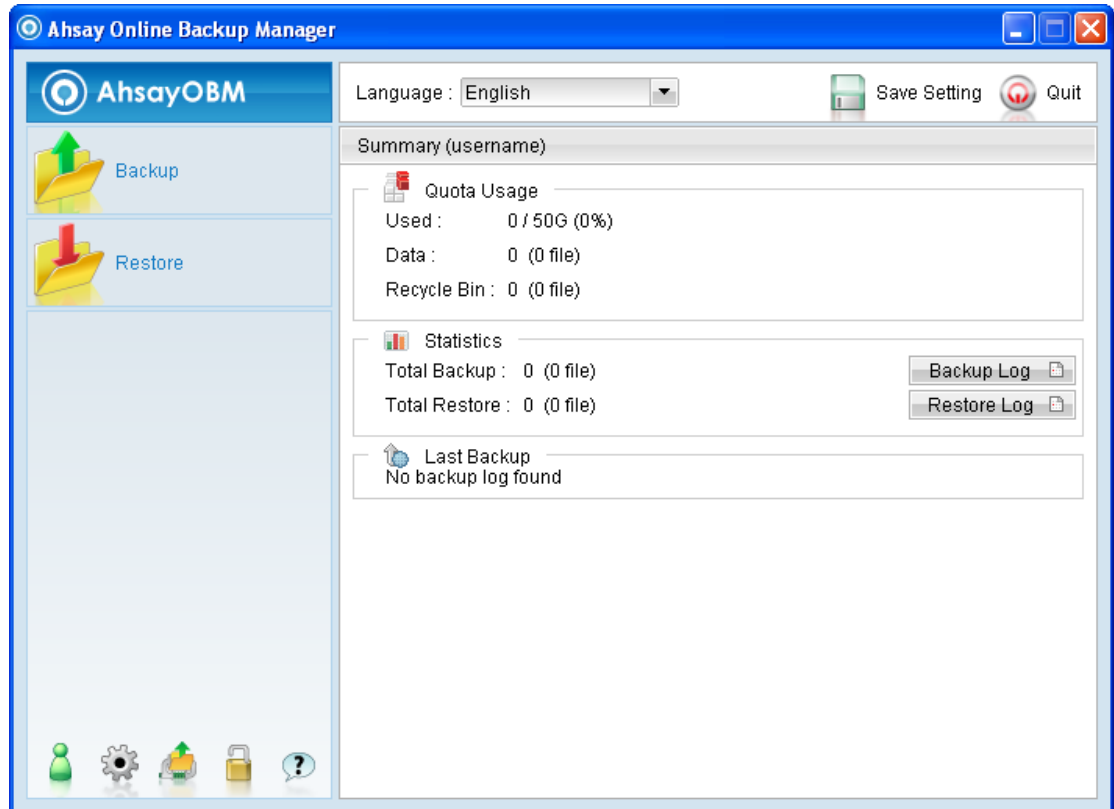 Ahsay Online Backup Manager
AhsayOBM
Language : English
Save Setting
Quit
Backup
Restore
Summary (username)
Quota Usage
Used : 0 / 50G (0%)
Data : 0 (0 file)
Recycle Bin : 0 (0 file)
Statistics
Total Backup : 0 (0 file)
Backup Log
Total Restore : 0 (0 file)
Restore Log
Last Backup
No backup log found
?